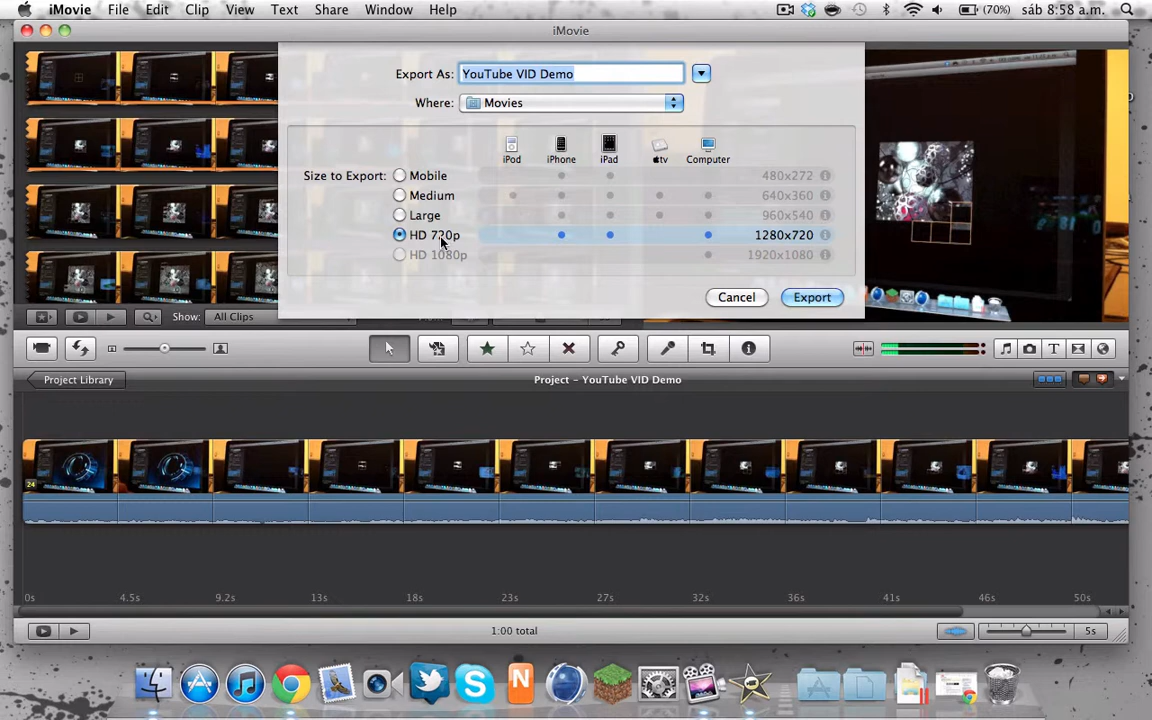 iMovie File Edit Clip View Text Share Window Help (70%) sáb 8:58 a.m.
iMovie
Export As: YouTube VID Demo
Where: Movies
iPod iPhone iPad tv Computer
Size to Export: Mobile 480x272
Medium 640x360
Large 960x540
HD 720p 1280x720
HD 1080p 1920x1080
Cancel Export
Show: All Clips
Project Library Project – YouTube VID Demo
24
0s 4.5s 9.2s 13s 18s 23s 27s 32s 36s 41s 46s 50s
1:00 total 5s